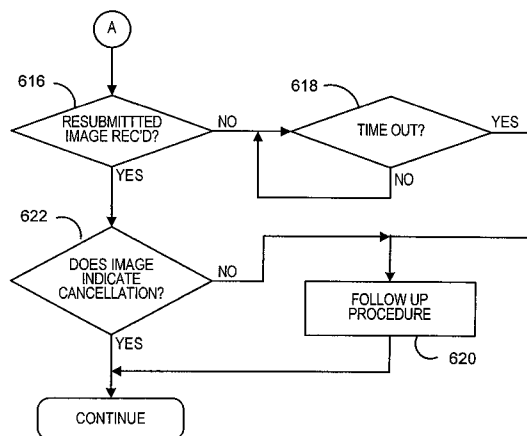 A
616
RESUBMITTTED
IMAGE REC'D?
NO
618
TIME OUT?
YES
NO
YES
622
DOES IMAGE
INDICATE
CANCELLATION?
NO
FOLLOW UP
PROCEDURE
620
YES
CONTINUE